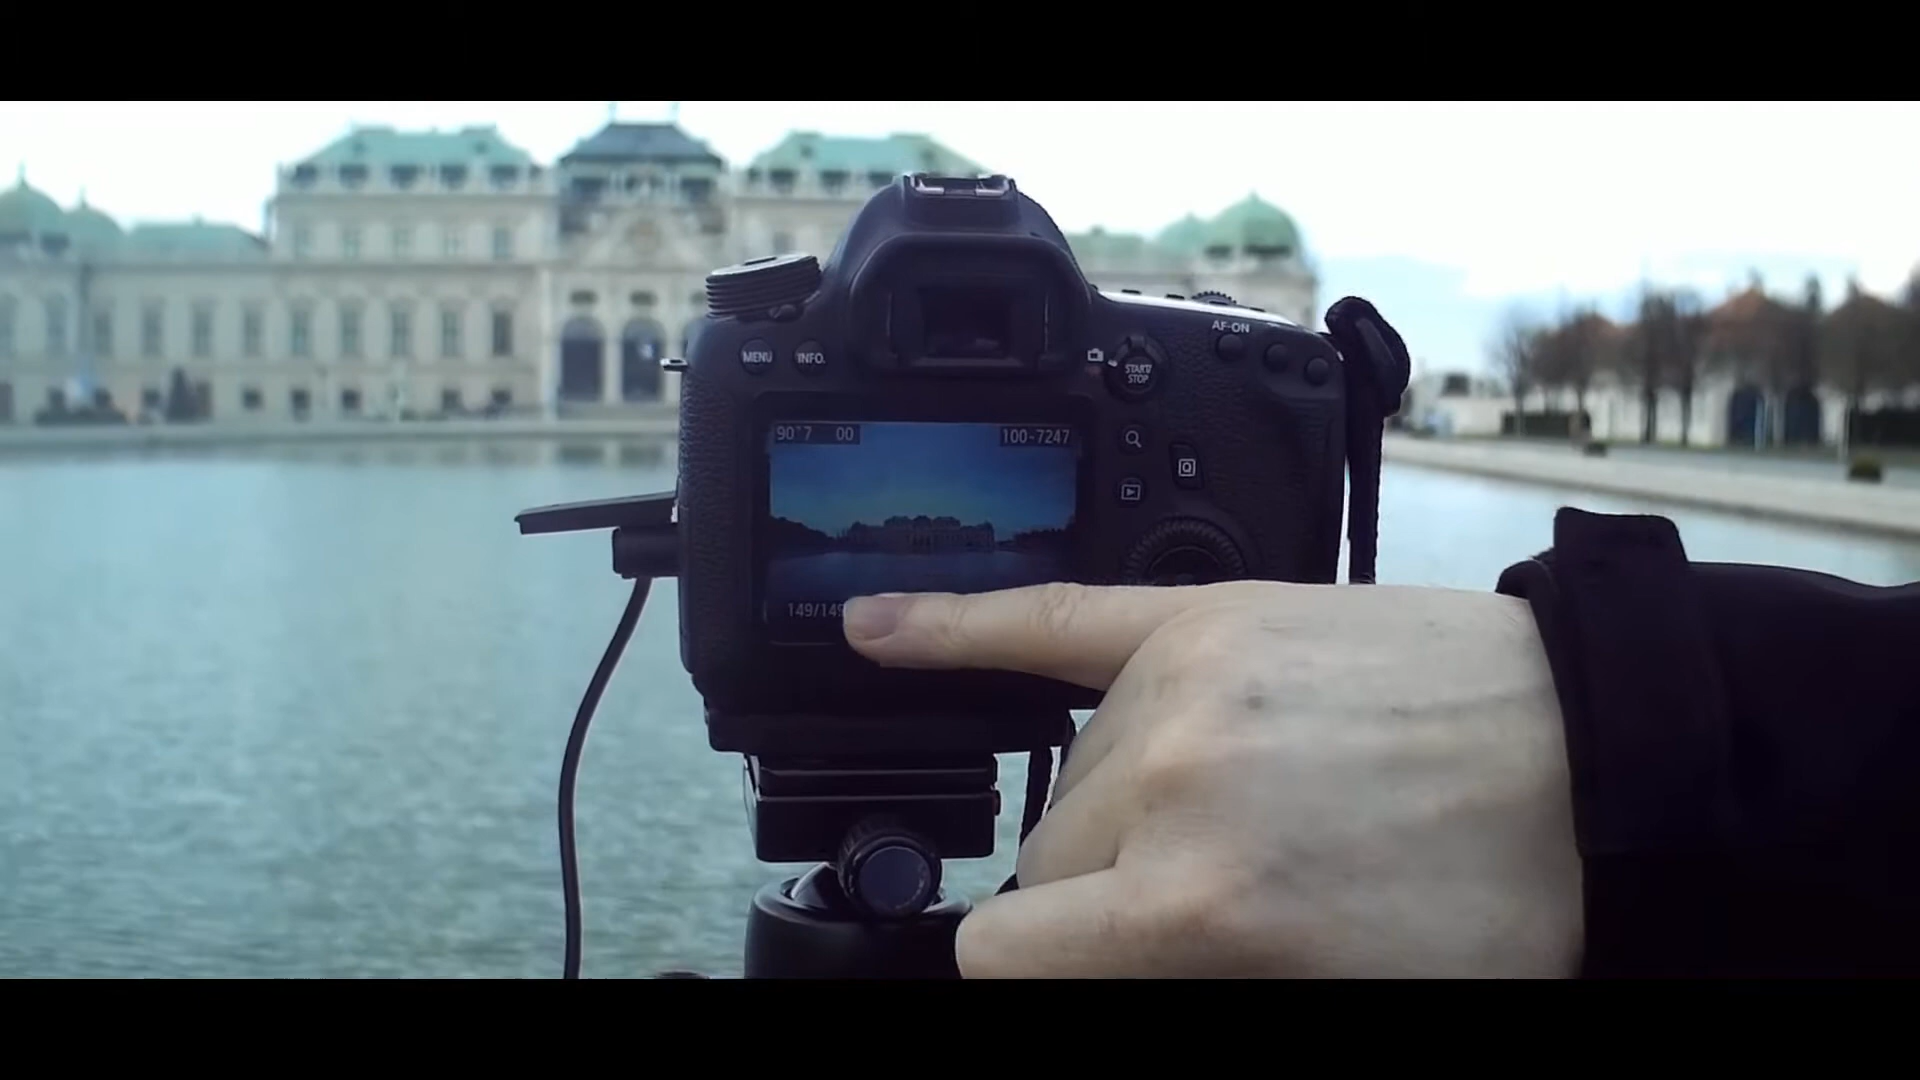 AF-ON
MENU INFO.
START/
STOP
90"7 00 100-7247
Q
149/149